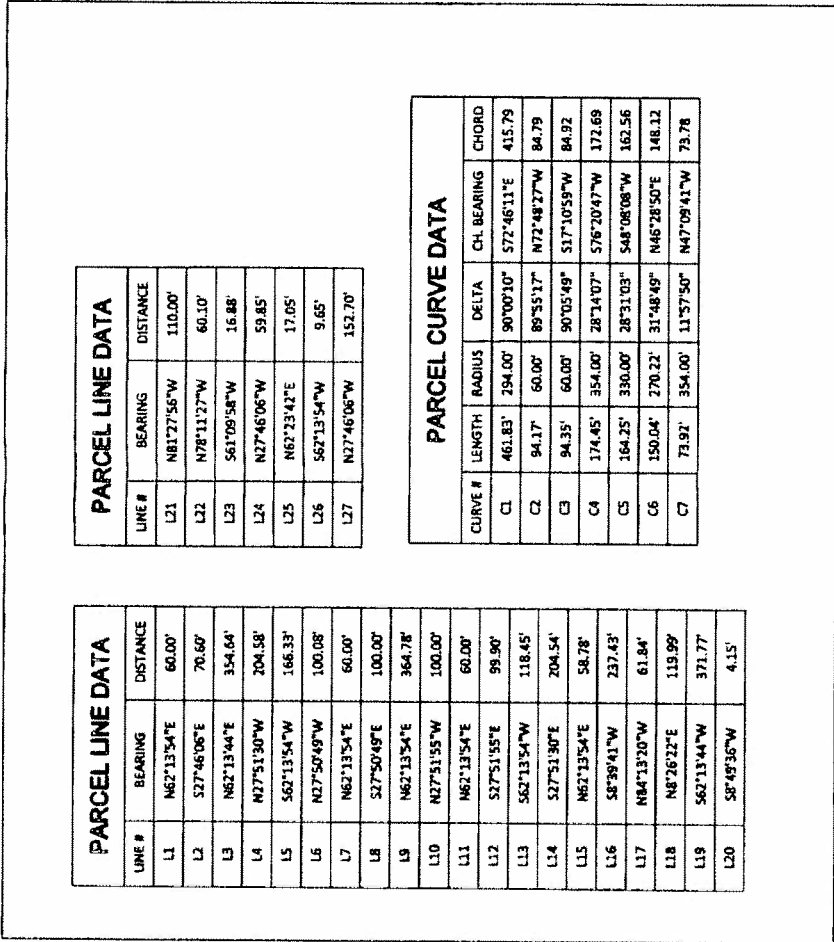 PARCEL LINE DATA
LINE # BEARING DISTANCE
L1 N62°13'54"E 60.00'
L2 S27°46'06"E 70.60'
L3 N62°13'44"E 354.64'
L4 N27°51'30"W 204.58'
L5 S62°13'54"W 166.33'
L6 N27°50'49"W 100.08'
L7 N62°13'54"E 60.00'
L8 S27°50'49"E 100.00'
L9 N62°13'54"E 364.78'
L10 N27°51'55"W 100.00'
L11 N62°13'54"E 60.00'
L12 S27°51'55"E 99.90'
L13 S62°13'54"W 118.45'
L14 S27°51'30"E 204.54'
L15 N62°13'54"E 58.78'
L16 S8°39'41"W 237.43'
L17 N84°13'20"W 61.84'
L18 N8°26'22"E 119.99'
L19 S62°13'44"W 371.77'
L20 S8°49'36"W 4.15'
PARCEL LINE DATA
LINE # BEARING DISTANCE
L21 N81°27'56"W 110.00'
L22 N78°11'27"W 60.10'
L23 S61°09'58"W 16.88'
L24 N27°46'06"W 59.85'
L25 N62°23'42"E 17.05'
L26 S62°13'54"W 9.65'
L27 N27°46'06"W 152.70'
PARCEL CURVE DATA
CURVE # LENGTH RADIUS DELTA CH. BEARING CHORD
C1 461.83' 294.00' 90°00'10" S72°46'11"E 415.79
C2 94.17' 60.00' 89°55'17" N72°48'27"W 84.79
C3 94.35' 60.00' 90°05'49" S17°10'59"W 84.92
C4 174.45' 354.00' 28°14'07" S76°20'47"W 172.69
C5 164.25' 330.00' 28°31'03" S48°08'08"W 162.56
C6 150.04' 270.22' 31°48'49" N46°28'50"E 148.12
C7 73.92' 354.00' 11°57'50" N47°09'41"W 73.78